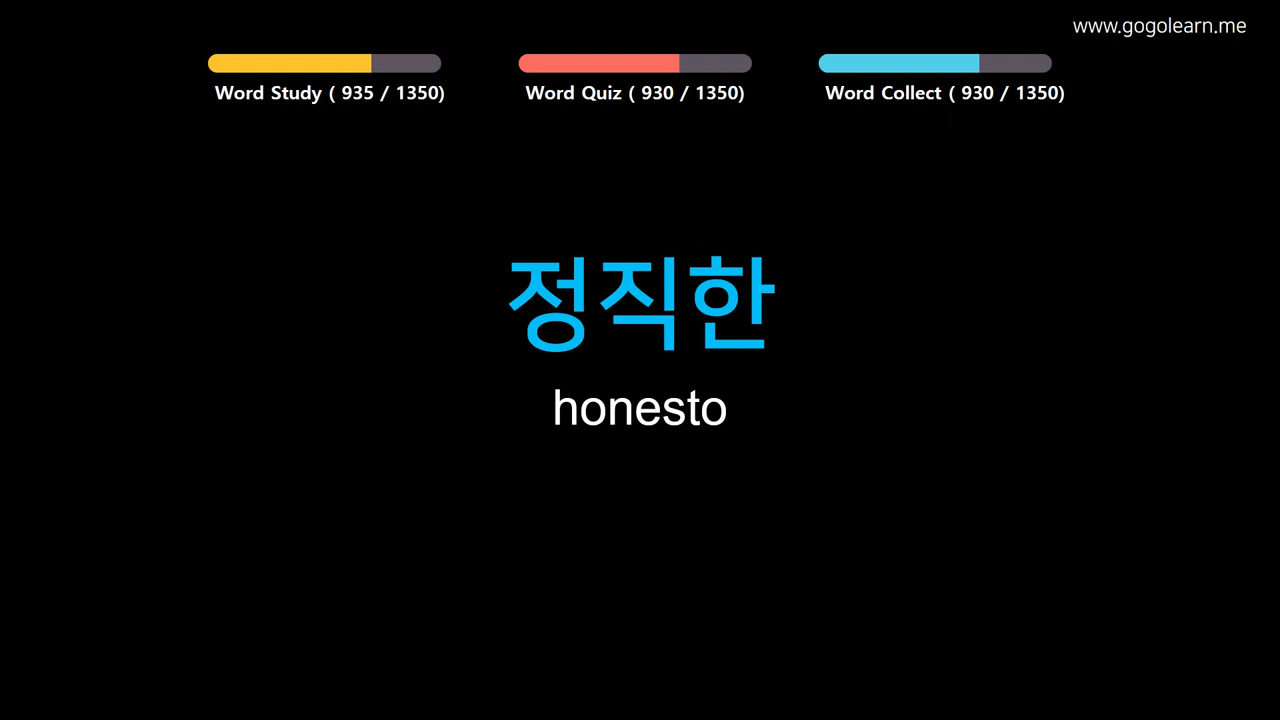 www.gogolearn.me
Word Study ( 935 / 1350)
Word Quiz ( 930 / 1350)
Word Collect ( 930 / 1350)
정직한
honesto